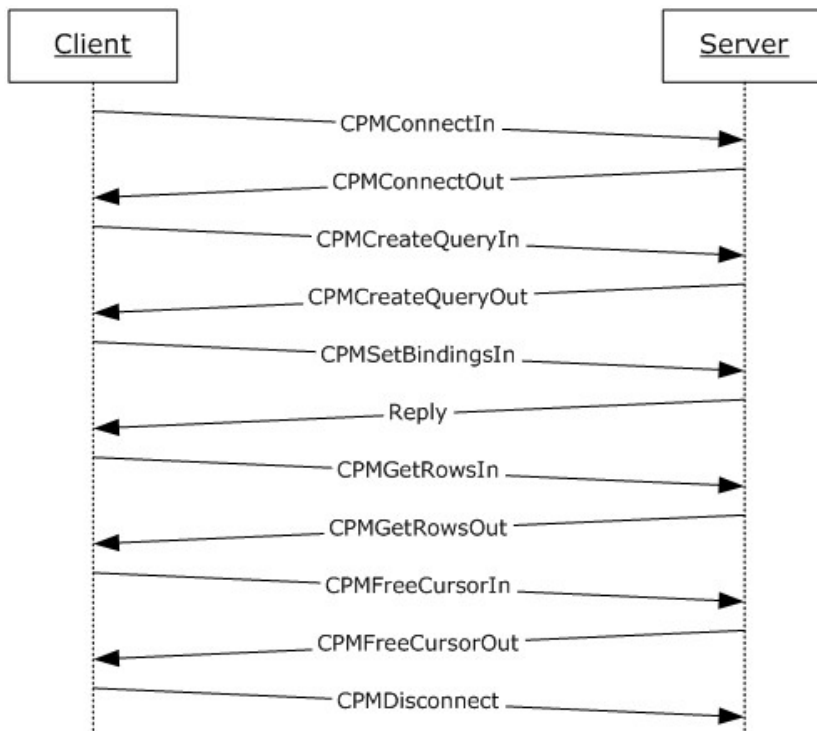 Client
Server
CPMConnectIn
CPMConnectOut
CPMCreateQueryIn
CPMCreateQueryOut
CPMSetBindingsIn
Reply
CPMGetRowsIn
CPMGetRowsOut
CPMFreeCursorIn
CPMFreeCursorOut
CPMDisconnect